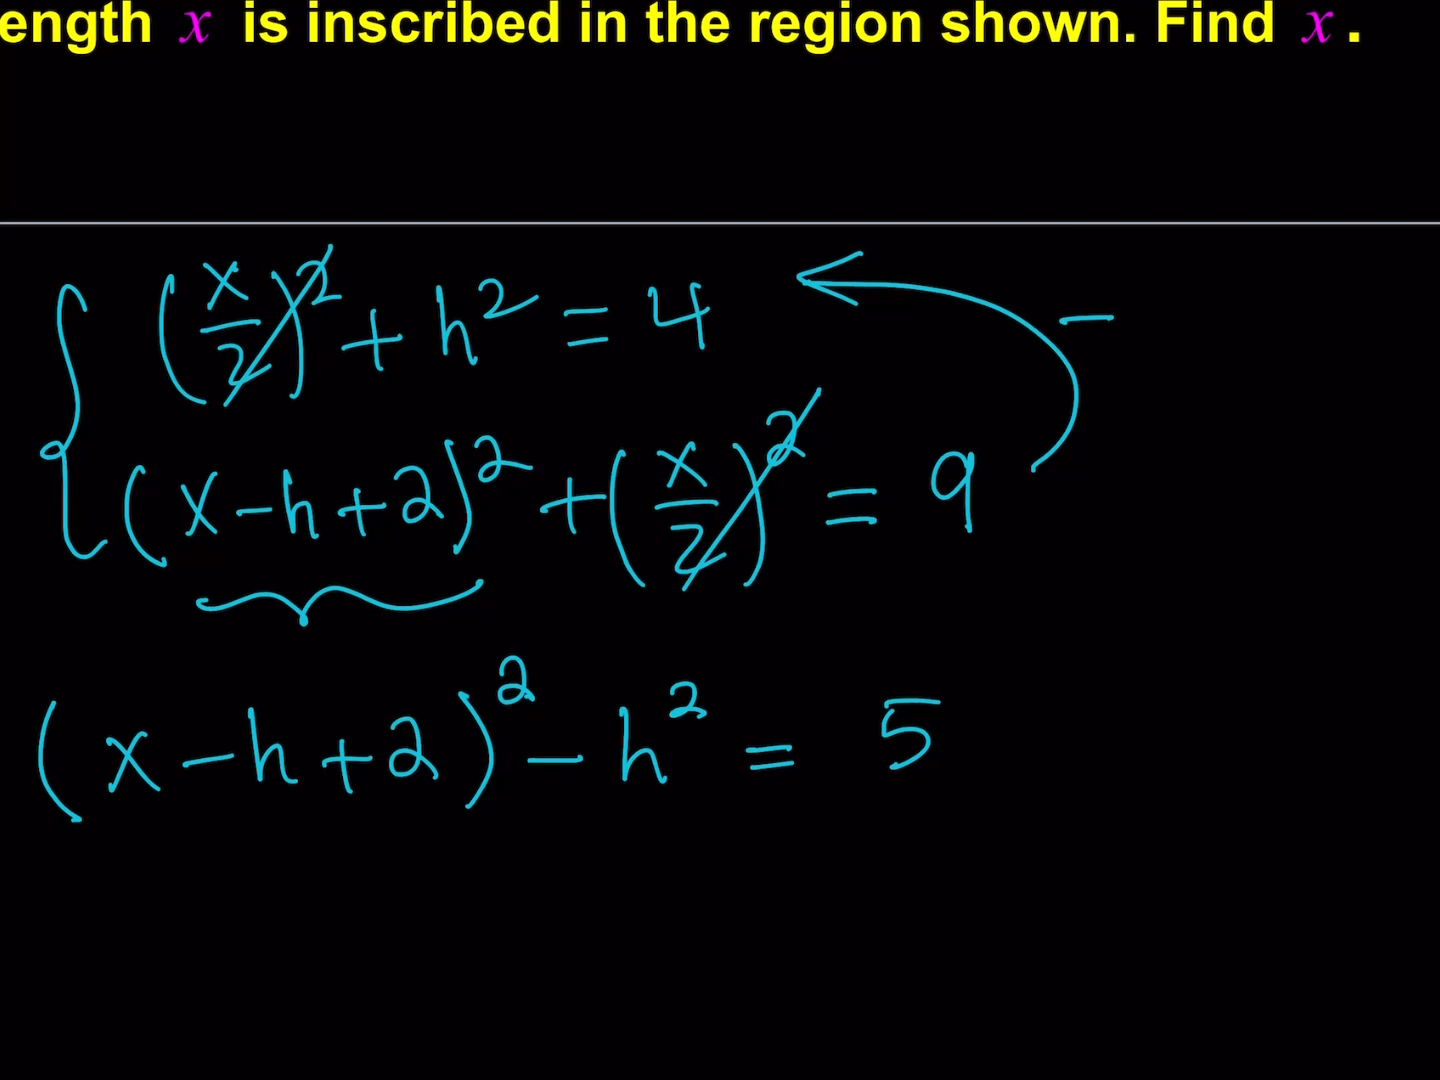 ength x is inscribed in the region shown. Find x.
(x/2)² + h² = 4
(x-h+2)² + (x/2)² = 9
(x-h+2)² - h² = 5